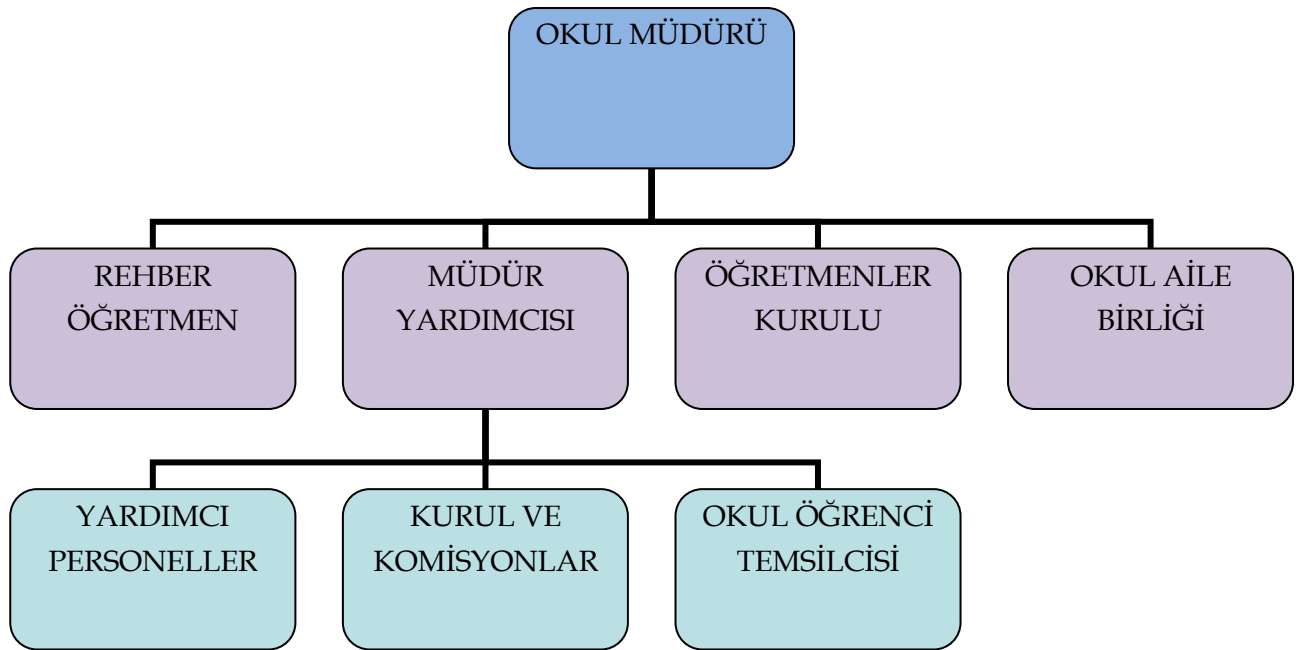 OKUL MÜDÜRÜ
REHBER
ÖĞRETMEN
MÜDÜR
YARDIMCISI
ÖĞRETMENLER
KURULU
OKUL AİLE
BİRLİĞİ
YARDIMCI
PERSONELLER
KURUL VE
KOMİSYONLAR
OKUL ÖĞRENCİ
TEMSİLCİSİ